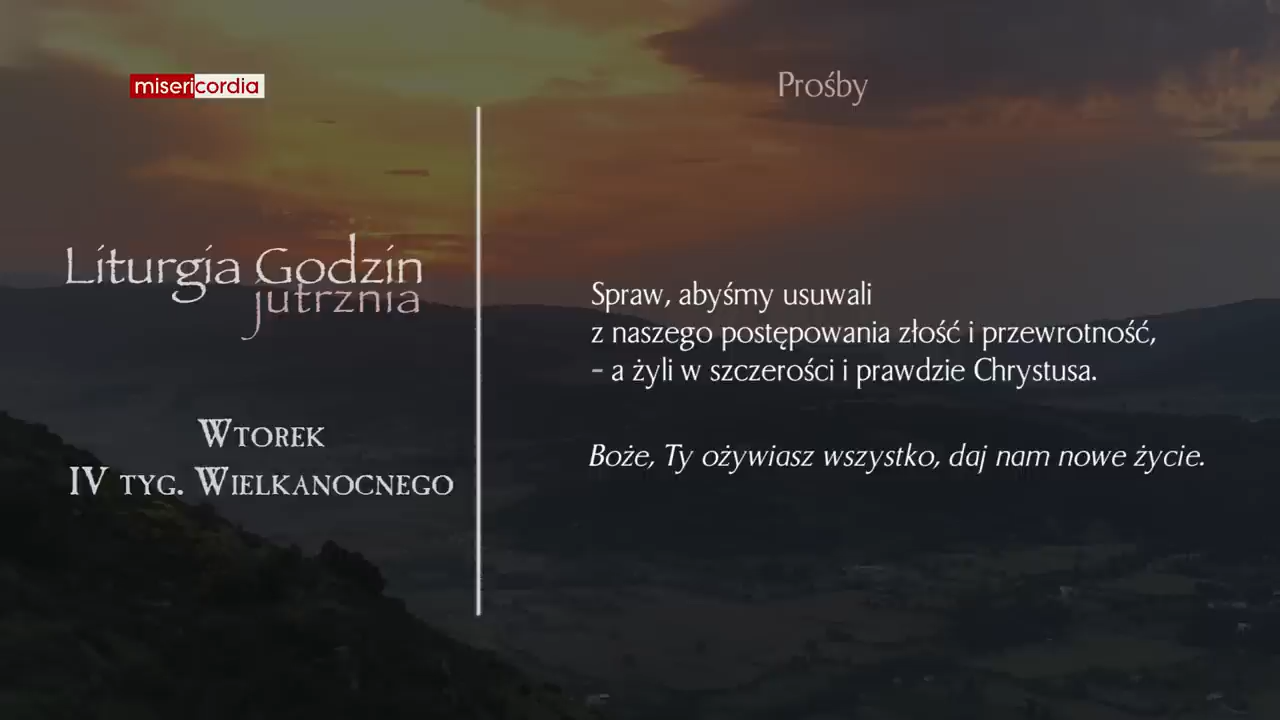 misericordia
Prośby
Liturgia Godzin
jutrznia
Wtorek
IV tyg. Wielkanocnego
Spraw, abyśmy usuwali
z naszego postępowania złość i przewrotność,
– a żyli w szczerości i prawdzie Chrystusa.
Boże, Ty ożywiasz wszystko, daj nam nowe życie.